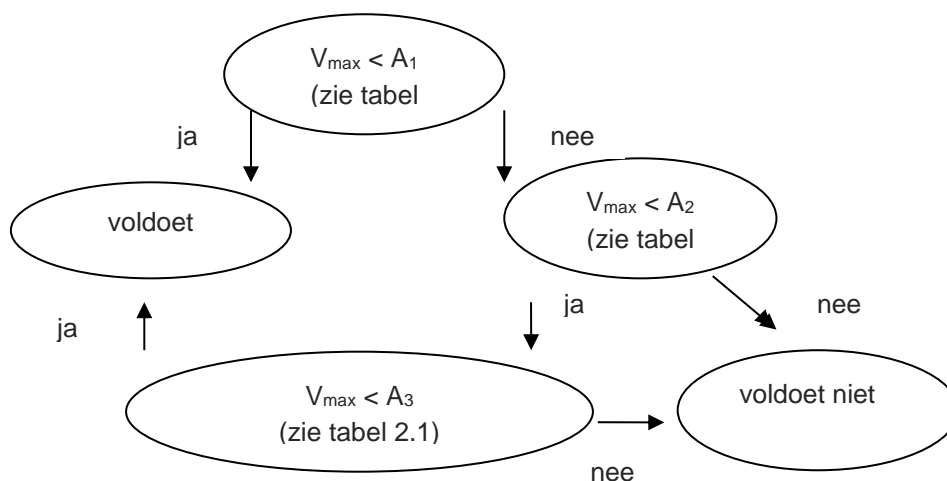 Vmax < A1
(zie tabel
ja
nee
voldoet
Vmax < A2
(zie tabel
ja
ja
nee
Vmax < A3
(zie tabel 2.1)
voldoet niet
nee